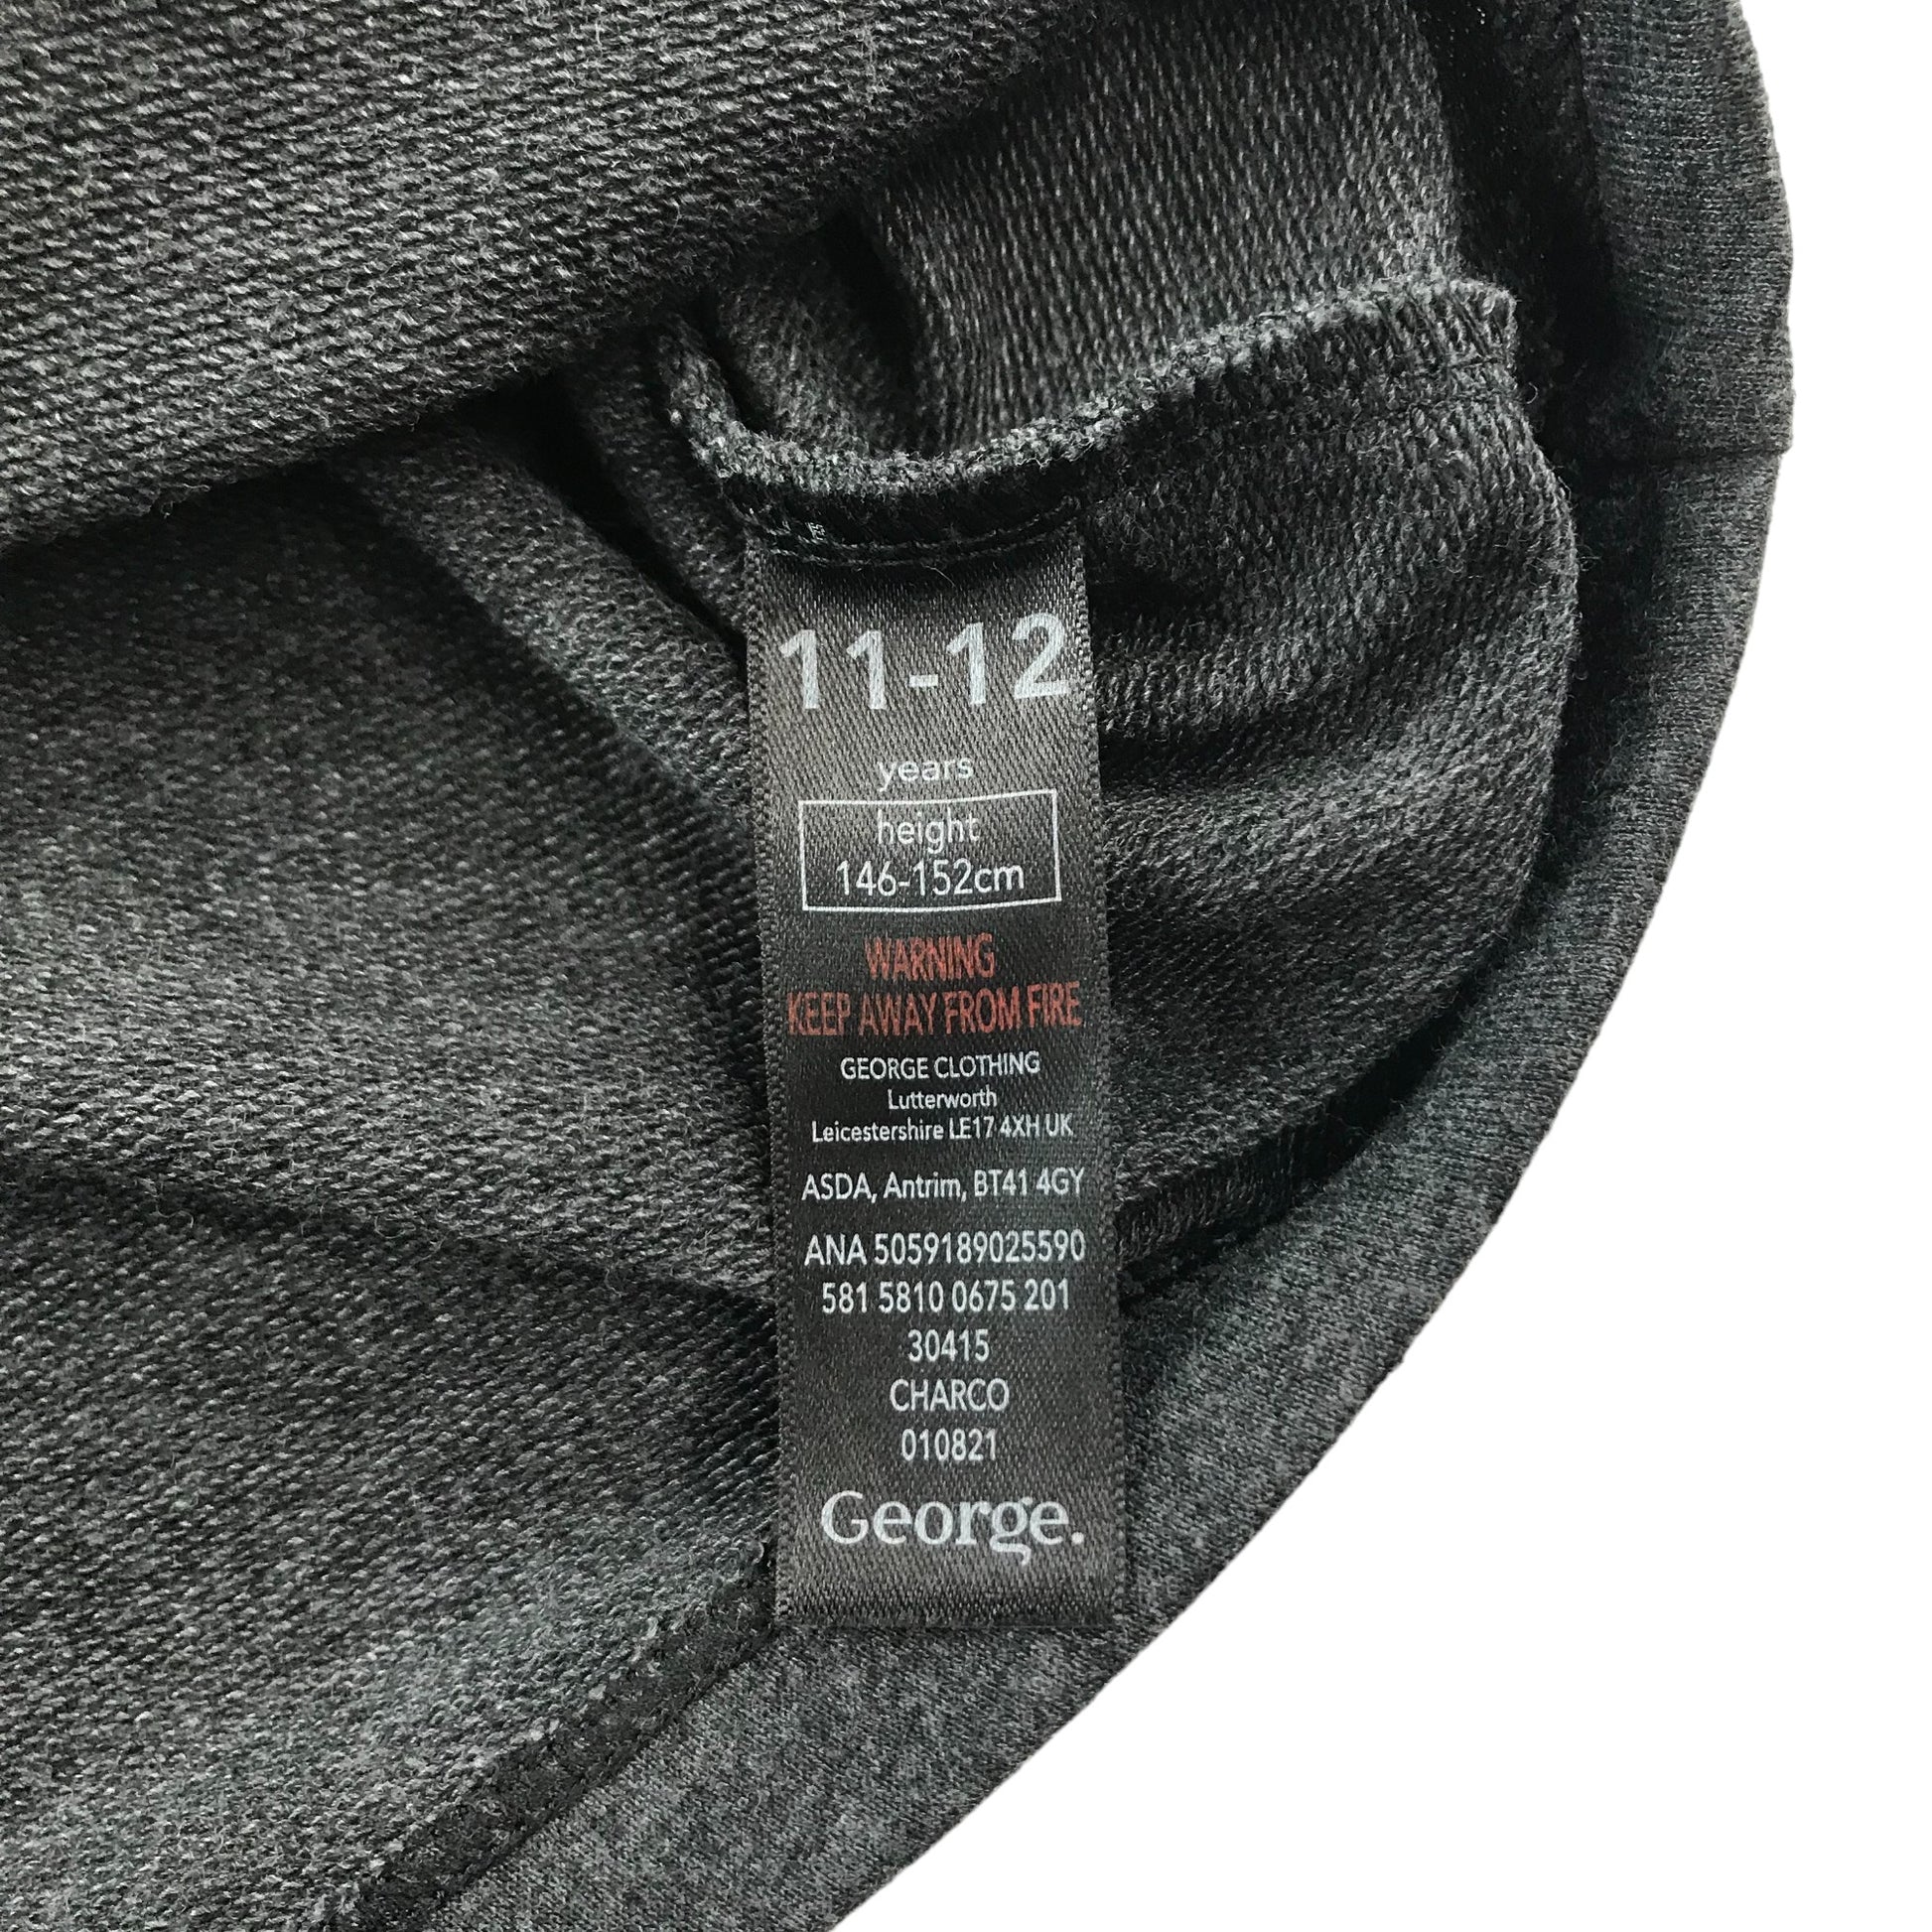 11-12
years
height
146-152cm
WARNING
KEEP AWAY FROM FIRE
GEORGE CLOTHING
Lutterworth
Leicestershire LE17 4XH UK
ASDA, Antrim, BT41 4GY
ANA 5059189025590
581 5810 0675 201
30415
CHARCO
010821
George.